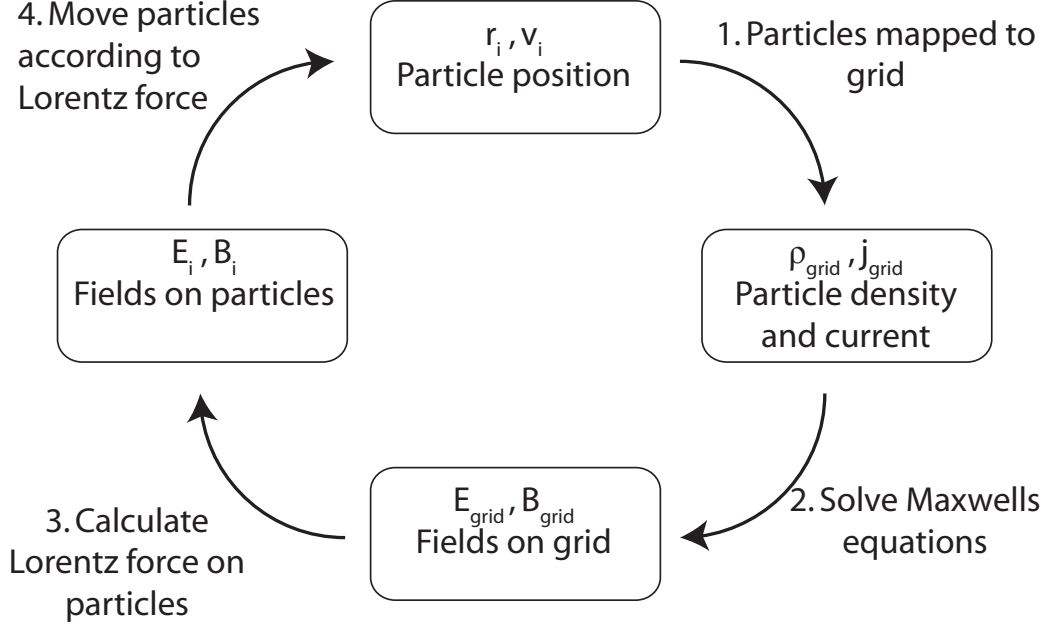 4. Move particles
according to
Lorentz force
r_i , v_i
Particle position
1. Particles mapped to
grid
E_i , B_i
Fields on particles
ρ_grid , j_grid
Particle density
and current
3. Calculate
Lorentz force on
particles
E_grid , B_grid
Fields on grid
2. Solve Maxwells
equations